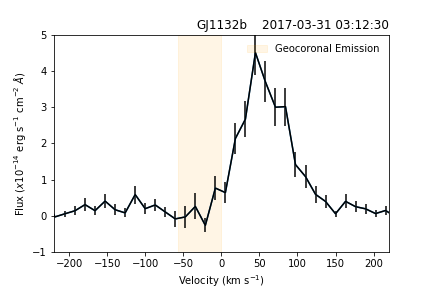 GJ1132b 2017-03-31 03:12:30
Geocoronal Emission
5
4
3
2
1
0
−1
Flux (x10⁻¹⁴ erg s⁻¹ cm⁻² Å)
−200 −150 −100 −50 0 50 100 150 200
Velocity (km s⁻¹)